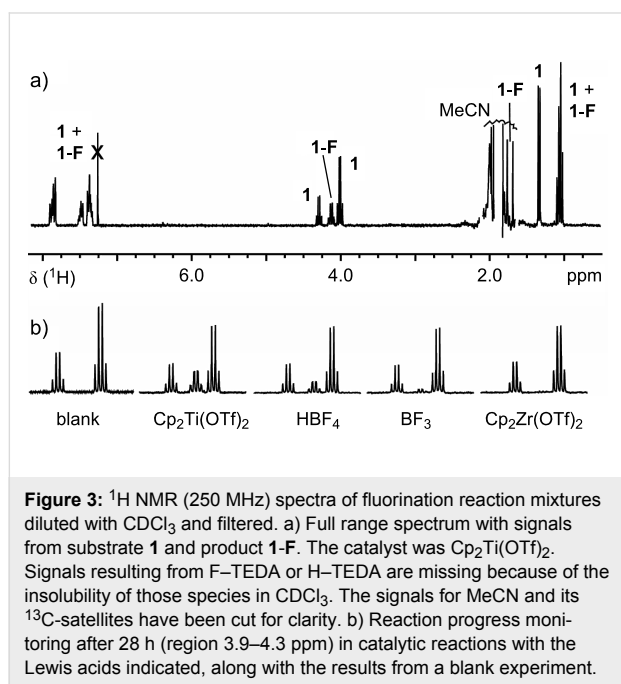 a)
1 +
1-F X
1-F
1
1
MeCN
1-F
1
1 +
1-F
δ (¹H)
6.0
4.0
2.0
ppm
b)
blank
Cp₂Ti(OTf)₂
HBF₄
BF₃
Cp₂Zr(OTf)₂
Figure 3: ¹H NMR (250 MHz) spectra of fluorination reaction mixtures
diluted with CDCl₃ and filtered. a) Full range spectrum with signals
from substrate 1 and product 1-F. The catalyst was Cp₂Ti(OTf)₂.
Signals resulting from F–TEDA or H–TEDA are missing because of the
insolubility of those species in CDCl₃. The signals for MeCN and its
¹³C-satellites have been cut for clarity. b) Reaction progress moni-
toring after 28 h (region 3.9–4.3 ppm) in catalytic reactions with the
Lewis acids indicated, along with the results from a blank experiment.